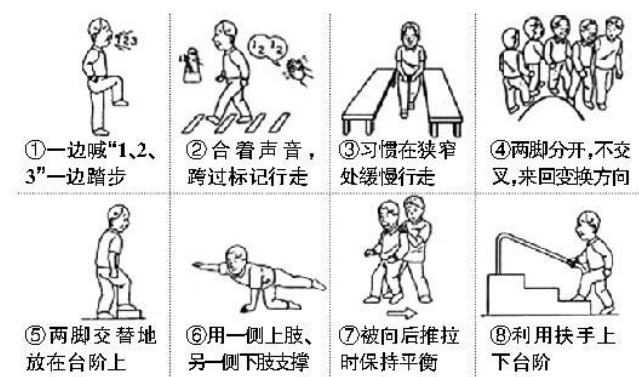 123
12 12
①一边喊“1、2、
3”一边踏步
②合着声音，
跨过标记行走
③习惯在狭窄
处缓慢行走
④两脚分开，不交
叉，来回变换方向
⑤两脚交替地
放在台阶上
⑥用一侧上肢、
另一侧下肢支撑
⑦被向后推拉
时保持平衡
⑧利用扶手上
下台阶